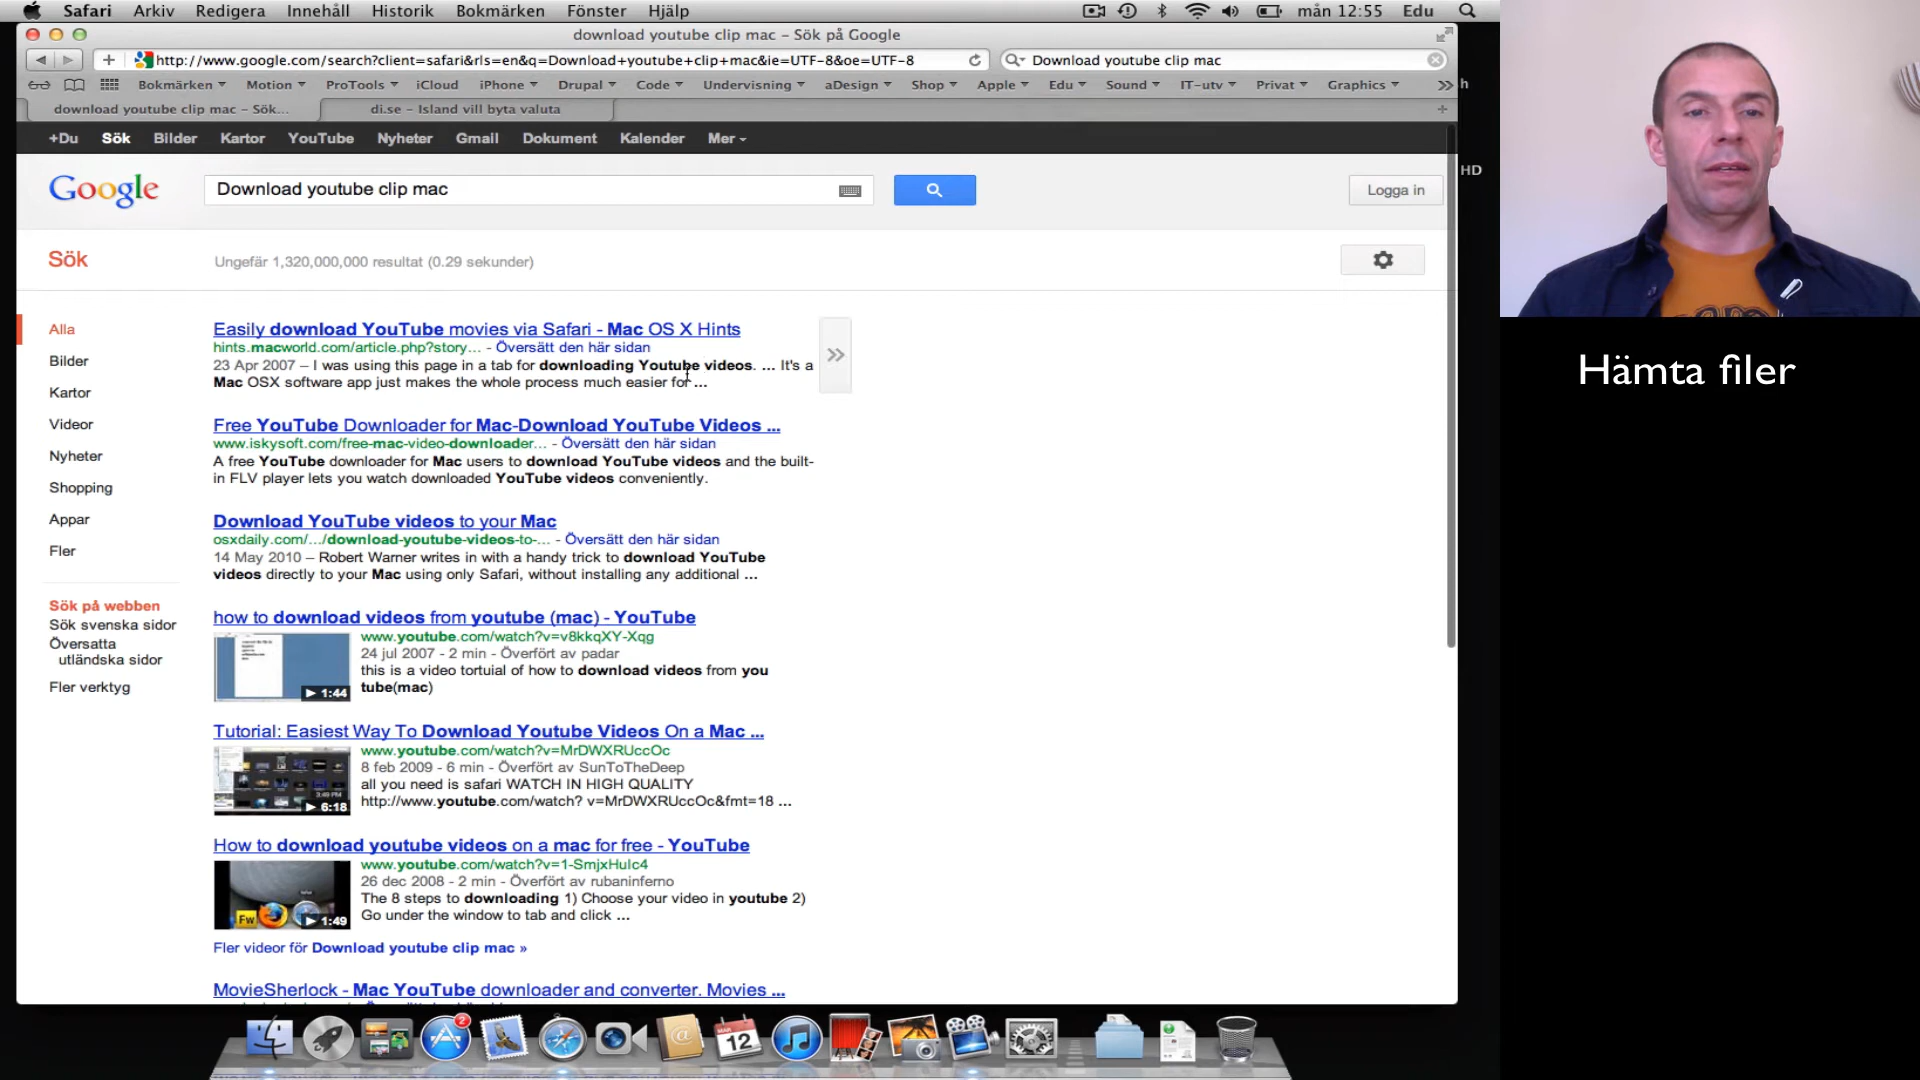 Safari Arkiv Redigera Innehåll Historik Bokmärken Fönster Hjälp mån 12:55 Edu
download youtube clip mac – Sök på Google
http://www.google.com/search?client=safari&rls=en&q=Download+youtube+clip+mac&ie=UTF-8&oe=UTF-8 Download youtube clip mac
Bokmärken Motion ProTools iCloud iPhone Drupal Code Undervisning aDesign Shop Apple Edu Sound IT-utv Privat Graphics h
download youtube clip mac – Sök... di.se – Island vill byta valuta
+Du Sök Bilder Kartor YouTube Nyheter Gmail Dokument Kalender Mer
HD
Google Download youtube clip mac Logga in
Sök Ungefär 1,320,000,000 resultat (0.29 sekunder)
Alla
Bilder
Kartor
Videor
Nyheter
Shopping
Appar
Fler
Sök på webben
Sök svenska sidor
Översatta
utländska sidor
Fler verktyg
Easily download YouTube movies via Safari - Mac OS X Hints
hints.macworld.com/article.php?story... - Översätt den här sidan
23 Apr 2007 – I was using this page in a tab for downloading Youtube videos. ... It's a
Mac OSX software app just makes the whole process much easier for ...
Free YouTube Downloader for Mac-Download YouTube Videos ...
www.iskysoft.com/free-mac-video-downloader... - Översätt den här sidan
A free YouTube downloader for Mac users to download YouTube videos and the built-
in FLV player lets you watch downloaded YouTube videos conveniently.
Download YouTube videos to your Mac
osxdaily.com/.../download-youtube-videos-to-... - Översätt den här sidan
14 May 2010 – Robert Warner writes in with a handy trick to download YouTube
videos directly to your Mac using only Safari, without installing any additional ...
how to download videos from youtube (mac) - YouTube
www.youtube.com/watch?v=v8kkqXY-Xqg
24 jul 2007 - 2 min - Överfört av padar
this is a video tortuial of how to download videos from you
tube(mac)
1:44
Tutorial: Easiest Way To Download Youtube Videos On a Mac ...
www.youtube.com/watch?v=MrDWXRUccOc
8 feb 2009 - 6 min - Överfört av SunToTheDeep
all you need is safari WATCH IN HIGH QUALITY
http://www.youtube.com/watch? v=MrDWXRUccOc&fmt=18 ...
6:18
How to download youtube videos on a mac for free - YouTube
www.youtube.com/watch?v=1-SmjxHulc4
26 dec 2008 - 2 min - Överfört av rubaninferno
The 8 steps to downloading 1) Choose your video in youtube 2)
Go under the window to tab and click ...
Fw 1:49
Fler videor för Download youtube clip mac »
MovieSherlock - Mac YouTube downloader and converter. Movies ...
2
12
Hämta filer